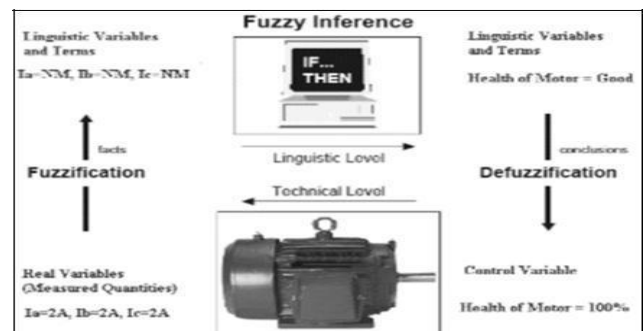 Fuzzy Inference
Linguistic Variables
and Terms
Ia=NM, Ib=NM, Ic=NM
IF...
THEN
Linguistic Variables
and Terms
Health of Motor = Good
facts
Linguistic Level
conclusions
Fuzzification
Technical Level
Defuzzification
Real Variables
(Measured Quantities)
Ia=2A, Ib=2A, Ic=2A
Control Variable
Health of Motor = 100%